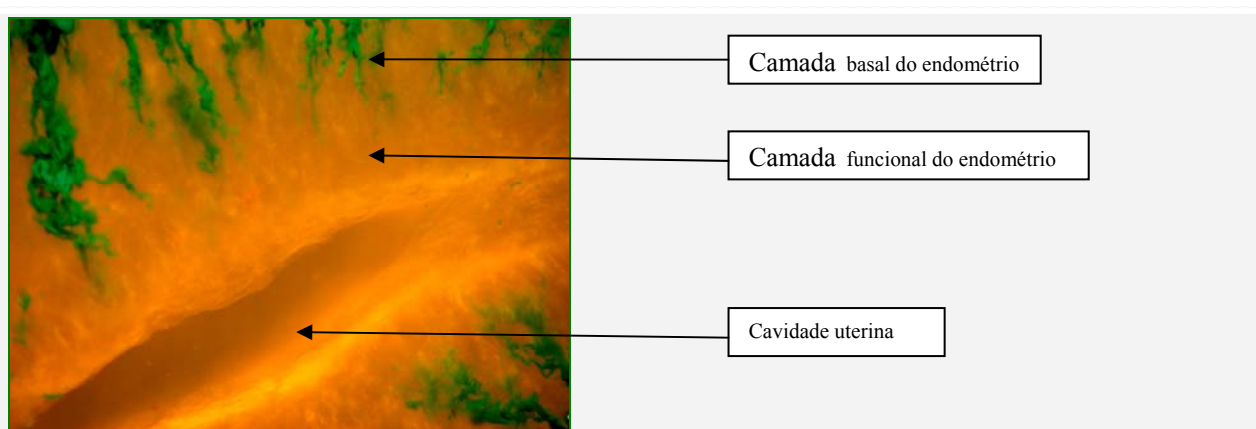 Camada basal do endométrio
Camada funcional do endométrio
Cavidade uterina